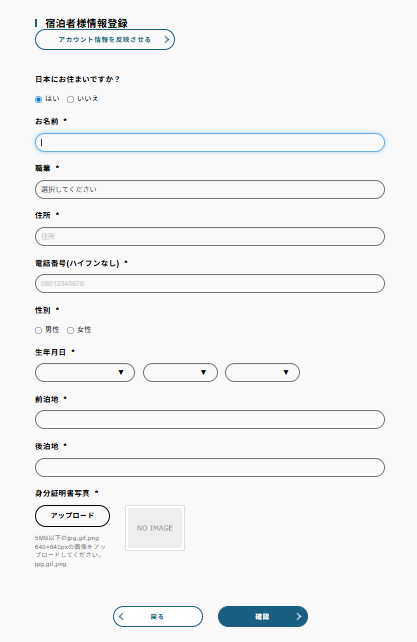 宿泊者様情報登録
アカウント情報を反映させる
日本にお住まいですか？
はい いいえ
お名前 *
職業 *
選択してください
住所 *
住所
電話番号(ハイフンなし) *
08012345678
性別 *
男性 女性
生年月日 *
▼ ▼ ▼
前泊地 *
後泊地 *
身分証明書写真 *
アップロード
NO IMAGE
5MB以下のjpg,gif,png
640×640pxの画像をアッ
プロードしてください。
jpg,gif,png
戻る 確認